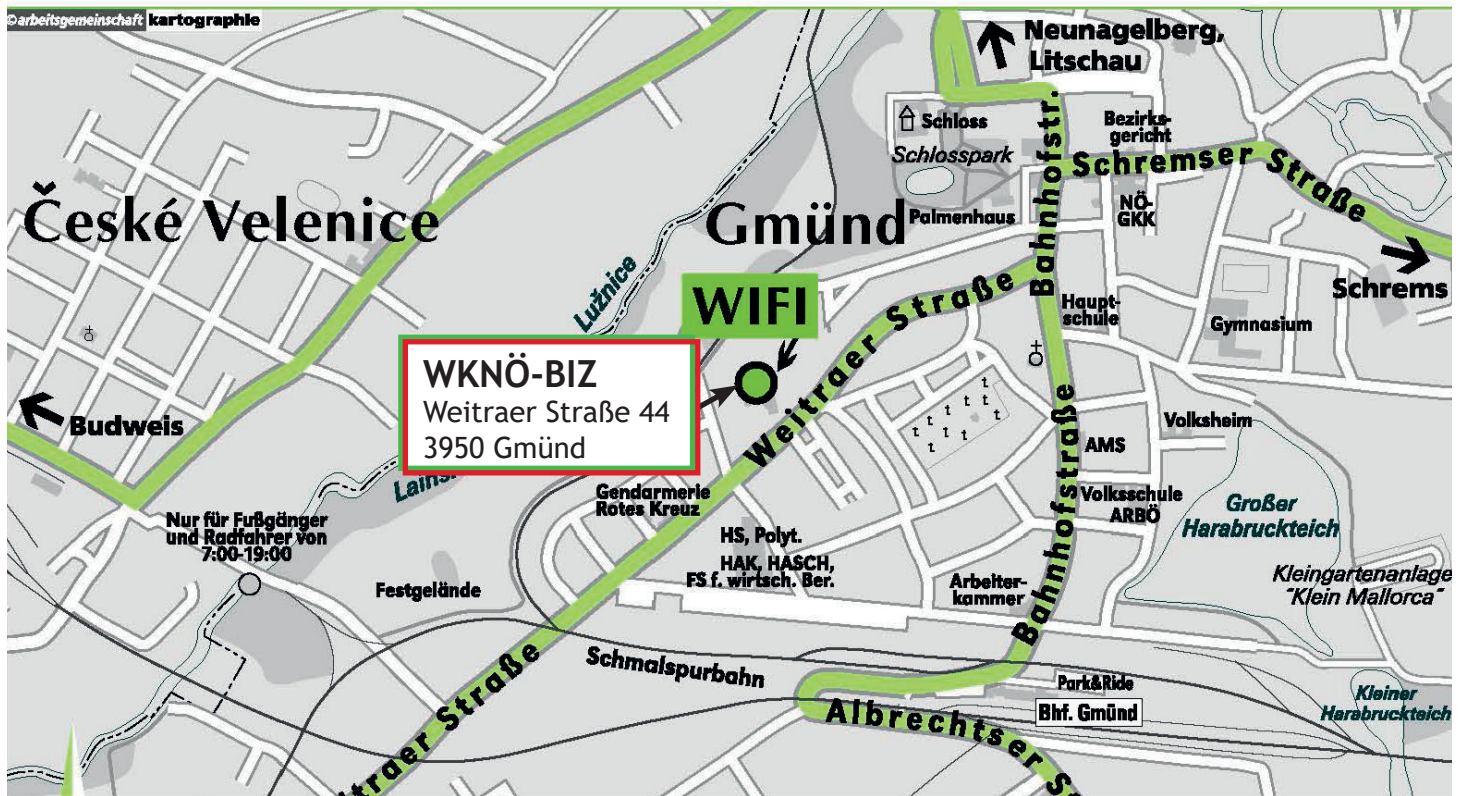 ©arbeitsgemeinschaft kartographie
Neunagelberg,
Litschau
Schloss
Schlosspark
Bahnhofstr.
Bezirks-
gericht
Schremser Straße
České Velenice
Gmünd
Palmenhaus
NÖ-
GKK
Lužnice
WIFI
Weitraer Straße
Haupt-
schule
Gymnasium
Schrems
WKNÖ-BIZ
Weitraer Straße 44
3950 Gmünd
Budweis
Volksheim
AMS
Bahnhofstraße
Gendarmerie
Rotes Kreuz
Volksschule
ARBÖ
Großer
Harabruckteich
Nur für Fußgänger
und Radfahrer von
7:00-19:00
HS, Polyt.
HAK, HASCH,
FS f. wirtsch. Ber.
Festgelände
Arbeiter-
kammer
Kleingartenanlage
"Klein Mallorca"
Schmalspurbahn
Park&Ride
Bhf. Gmünd
Kleiner
Harabruckteich
Albrechtser
traer Straße